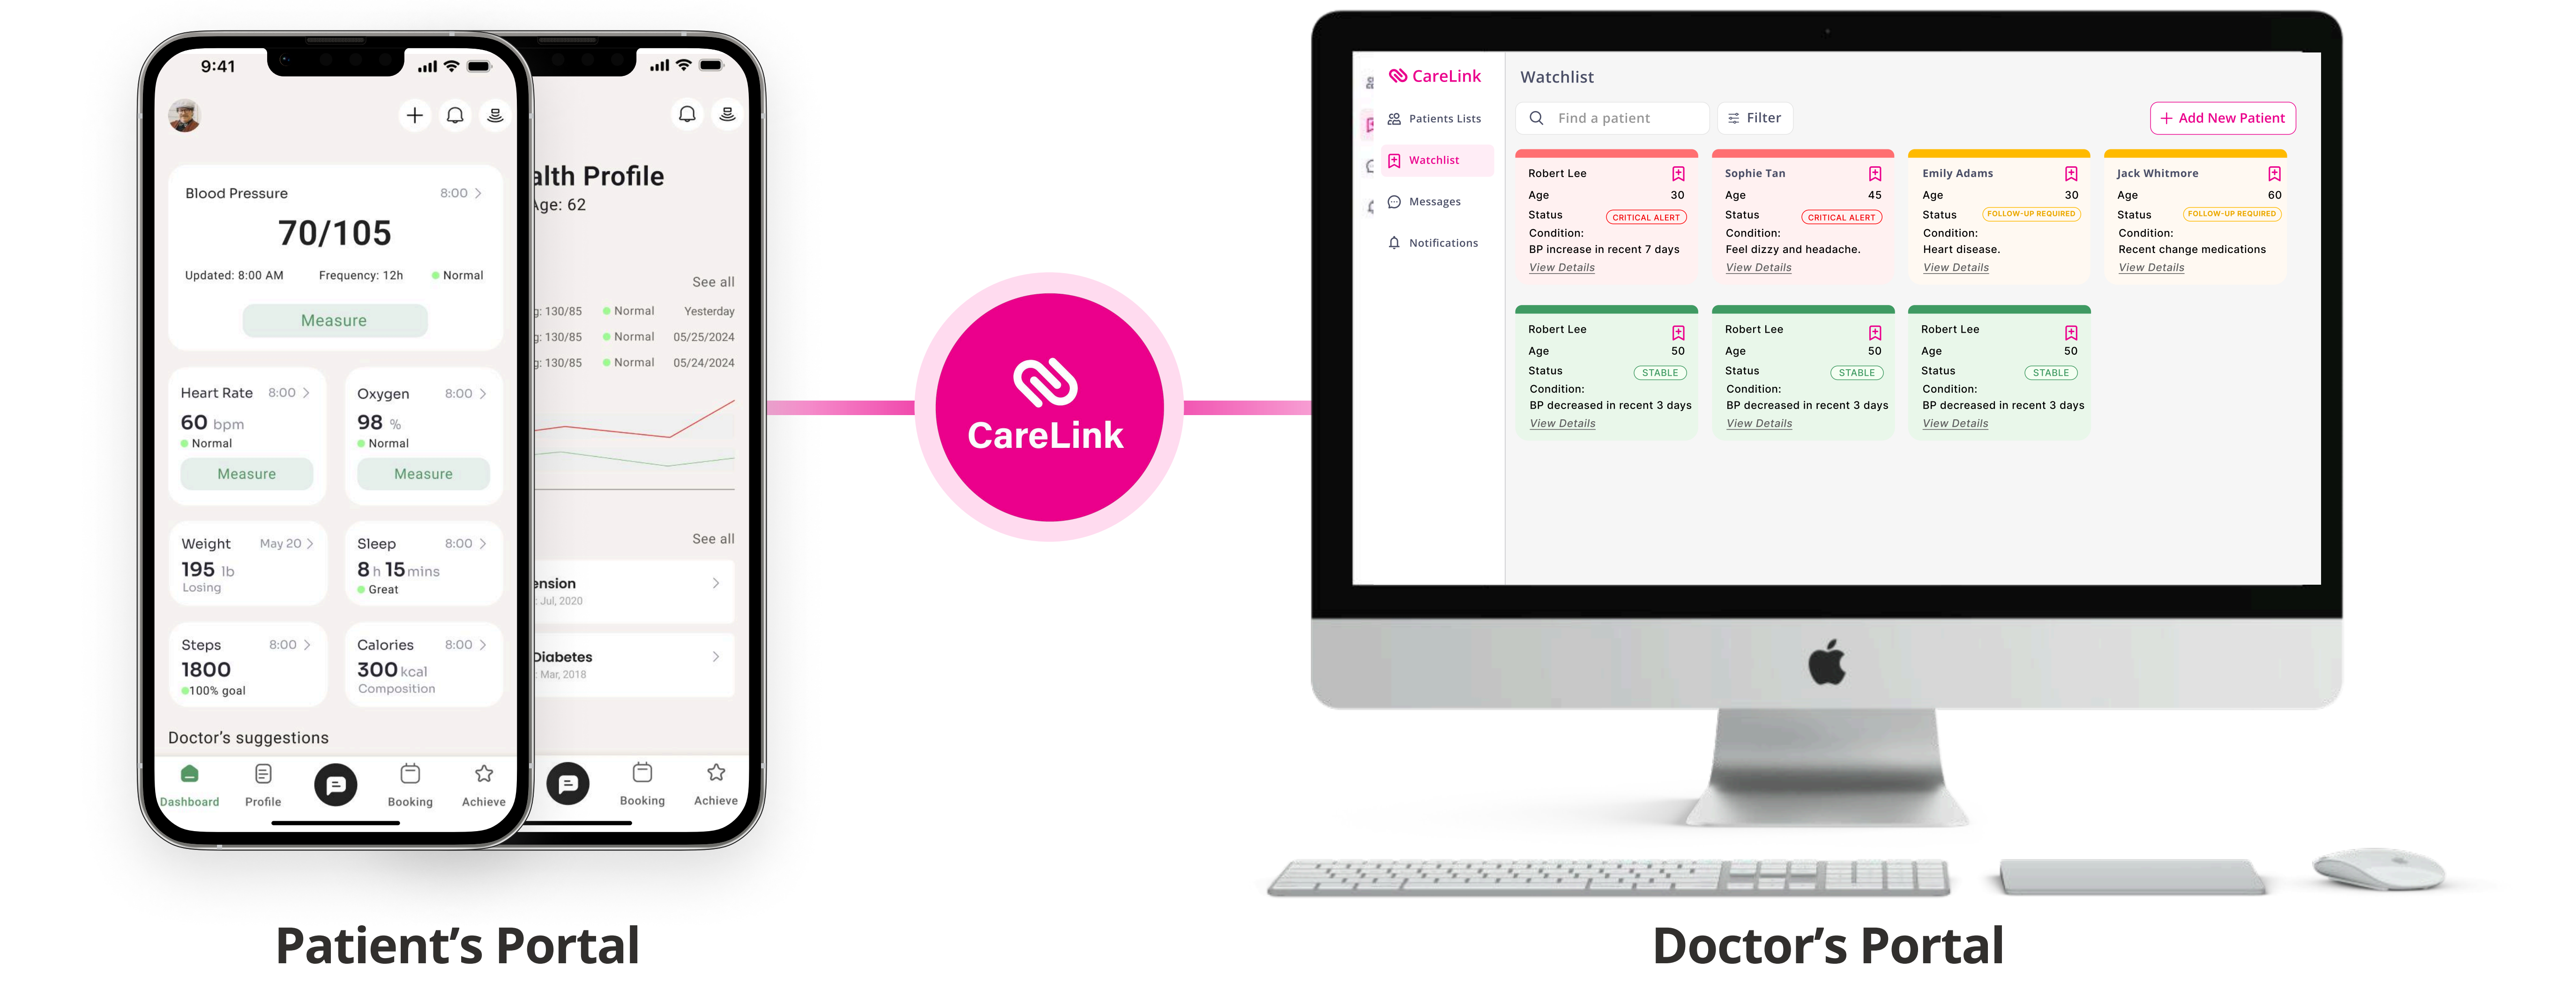 9:41
Blood Pressure 8:00
70/105
Updated: 8:00 AM Frequency: 12h Normal
Measure
Heart Rate 8:00
60 bpm
Normal
Measure
Oxygen 8:00
98 %
Normal
Measure
Weight May 20
195 lb
Losing
Sleep 8:00
8 h 15 mins
Great
Steps 8:00
1800
100% goal
Calories 8:00
300 kcal
Composition
Doctor's suggestions
Dashboard Profile Booking Achieve
alth Profile
Age: 62
See all
g: 130/85 Normal Yesterday
g: 130/85 Normal 05/25/2024
g: 130/85 Normal 05/24/2024
See all
ension
: Jul, 2020
Diabetes
: Mar, 2018
Booking Achieve
Patient’s Portal
CareLink
CareLink
Patients Lists
Watchlist
Messages
Notifications
Watchlist
Find a patient
Filter
+ Add New Patient
Robert Lee
Age 30
Status CRITICAL ALERT
Condition:
BP increase in recent 7 days
View Details
Sophie Tan
Age 45
Status CRITICAL ALERT
Condition:
Feel dizzy and headache.
View Details
Emily Adams
Age 30
Status FOLLOW-UP REQUIRED
Condition:
Heart disease.
View Details
Jack Whitmore
Age 60
Status FOLLOW-UP REQUIRED
Condition:
Recent change medications
View Details
Robert Lee
Age 50
Status STABLE
Condition:
BP decreased in recent 3 days
View Details
Robert Lee
Age 50
Status STABLE
Condition:
BP decreased in recent 3 days
View Details
Robert Lee
Age 50
Status STABLE
Condition:
BP decreased in recent 3 days
View Details
Doctor’s Portal